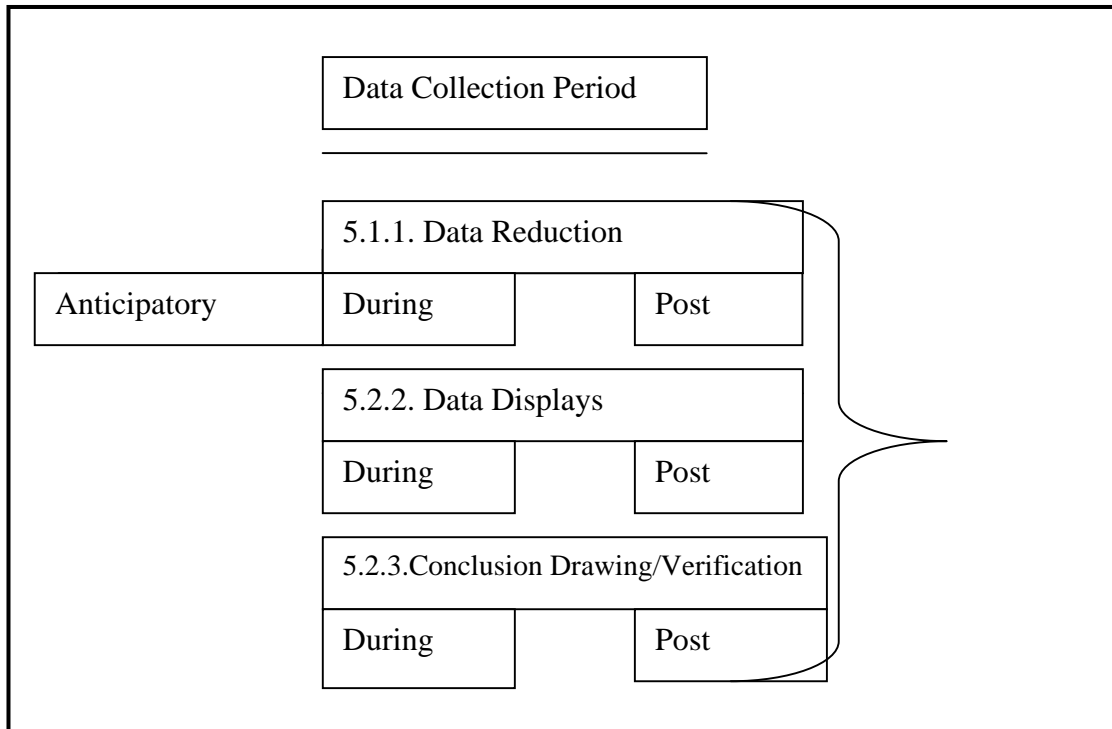 Data Collection Period
5.1.1. Data Reduction
Anticipatory During Post
5.2.2. Data Displays
During Post
5.2.3.Conclusion Drawing/Verification
During Post